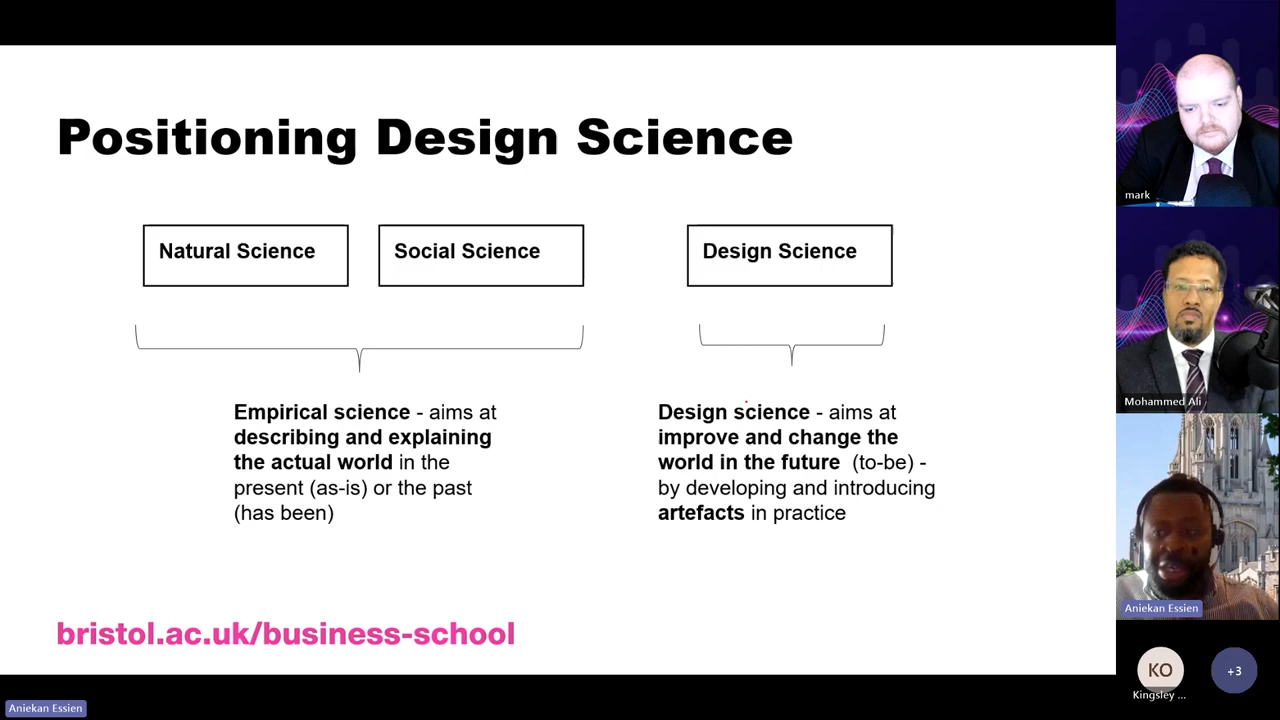 Positioning Design Science
Natural Science
Social Science
Design Science
Empirical science - aims at
describing and explaining
the actual world in the
present (as-is) or the past
(has been)
Design science - aims at
improve and change the
world in the future (to-be) -
by developing and introducing
artefacts in practice
bristol.ac.uk/business-school
mark
Mohammed Ali
Aniekan Essien
KO
Kingsley ...
+3
Aniekan Essien